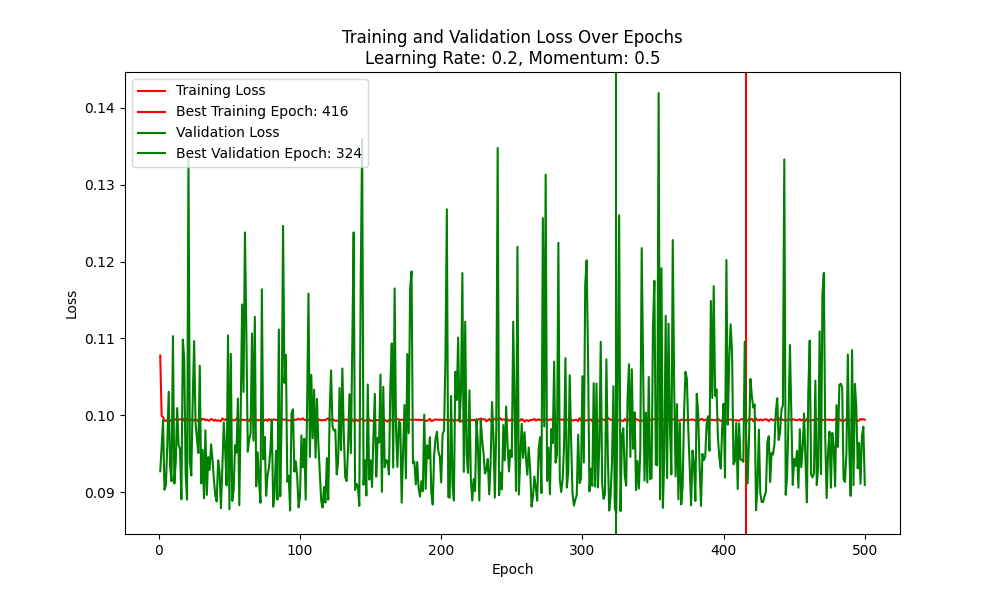 Training and Validation Loss Over Epochs
Learning Rate: 0.2, Momentum: 0.5
Training Loss
Best Training Epoch: 416
Validation Loss
Best Validation Epoch: 324
0.14
0.13
0.12
0.11
0.10
0.09
Loss
0
100
200
300
400
500
Epoch